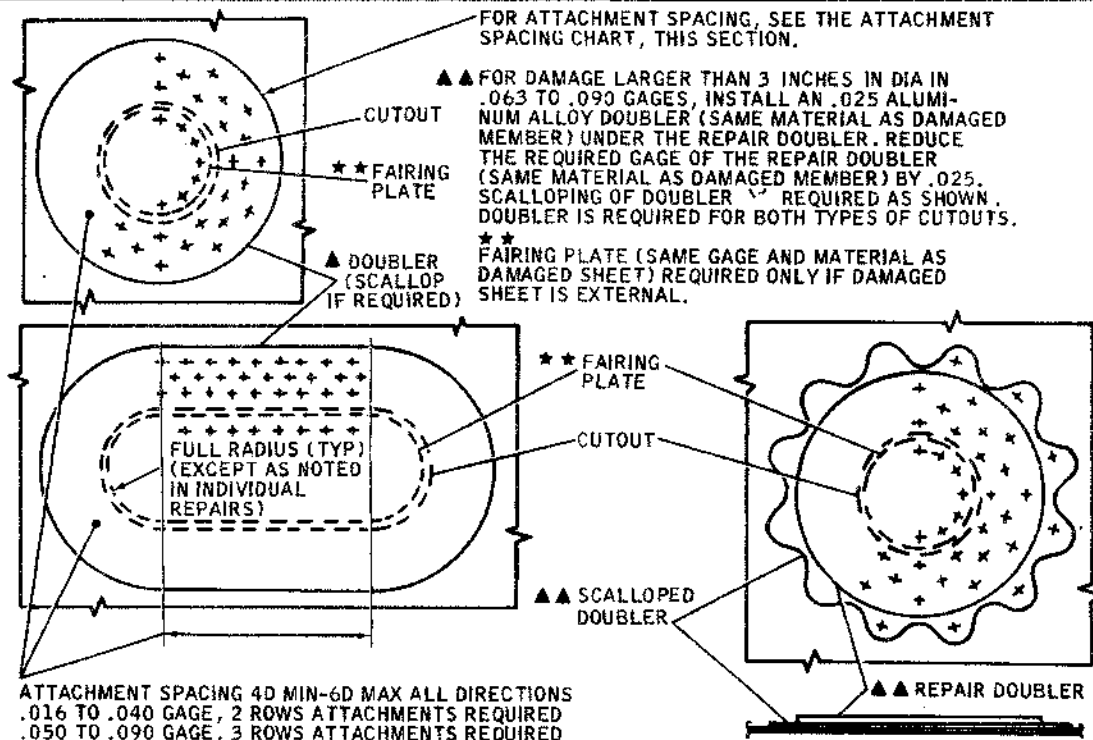 FOR ATTACHMENT SPACING, SEE THE ATTACHMENT
SPACING CHART, THIS SECTION.
▲▲ FOR DAMAGE LARGER THAN 3 INCHES IN DIA IN
.063 TO .090 GAGES, INSTALL AN .025 ALUMI-
NUM ALLOY DOUBLER (SAME MATERIAL AS DAMAGED
MEMBER) UNDER THE REPAIR DOUBLER. REDUCE
THE REQUIRED GAGE OF THE REPAIR DOUBLER
(SAME MATERIAL AS DAMAGED MEMBER) BY .025.
SCALLOPING OF DOUBLER REQUIRED AS SHOWN.
DOUBLER IS REQUIRED FOR BOTH TYPES OF CUTOUTS.
★★
FAIRING PLATE (SAME GAGE AND MATERIAL AS
DAMAGED SHEET) REQUIRED ONLY IF DAMAGED
SHEET IS EXTERNAL.
CUTOUT
★★ FAIRING
PLATE
▲ DOUBLER
(SCALLOP
IF REQUIRED)
★★ FAIRING
PLATE
CUTOUT
FULL RADIUS (TYP)
(EXCEPT AS NOTED
IN INDIVIDUAL
REPAIRS)
▲▲ SCALLOPED
DOUBLER
▲▲ REPAIR DOUBLER
ATTACHMENT SPACING 4D MIN-6D MAX ALL DIRECTIONS
.016 TO .040 GAGE, 2 ROWS ATTACHMENTS REQUIRED
.050 TO .090 GAGE, 3 ROWS ATTACHMENTS REQUIRED